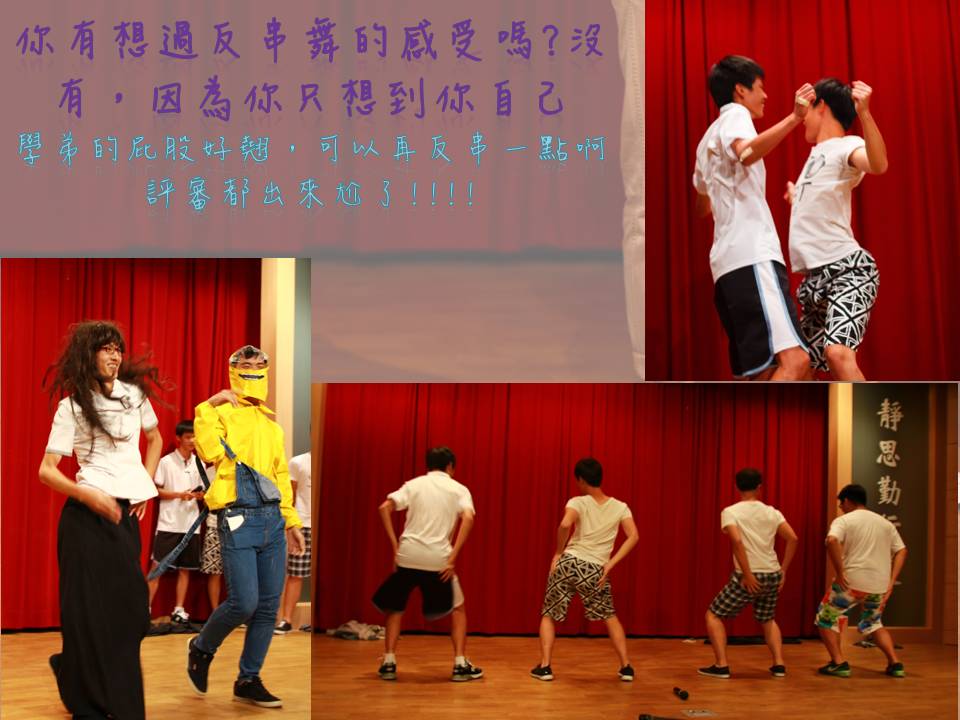 你有想過反串舞的感受嗎?沒
有，因為你只想到你自己
學弟的屁股好翹，可以再反串一點啊
評審都出來尬了!!!!
靜思勤